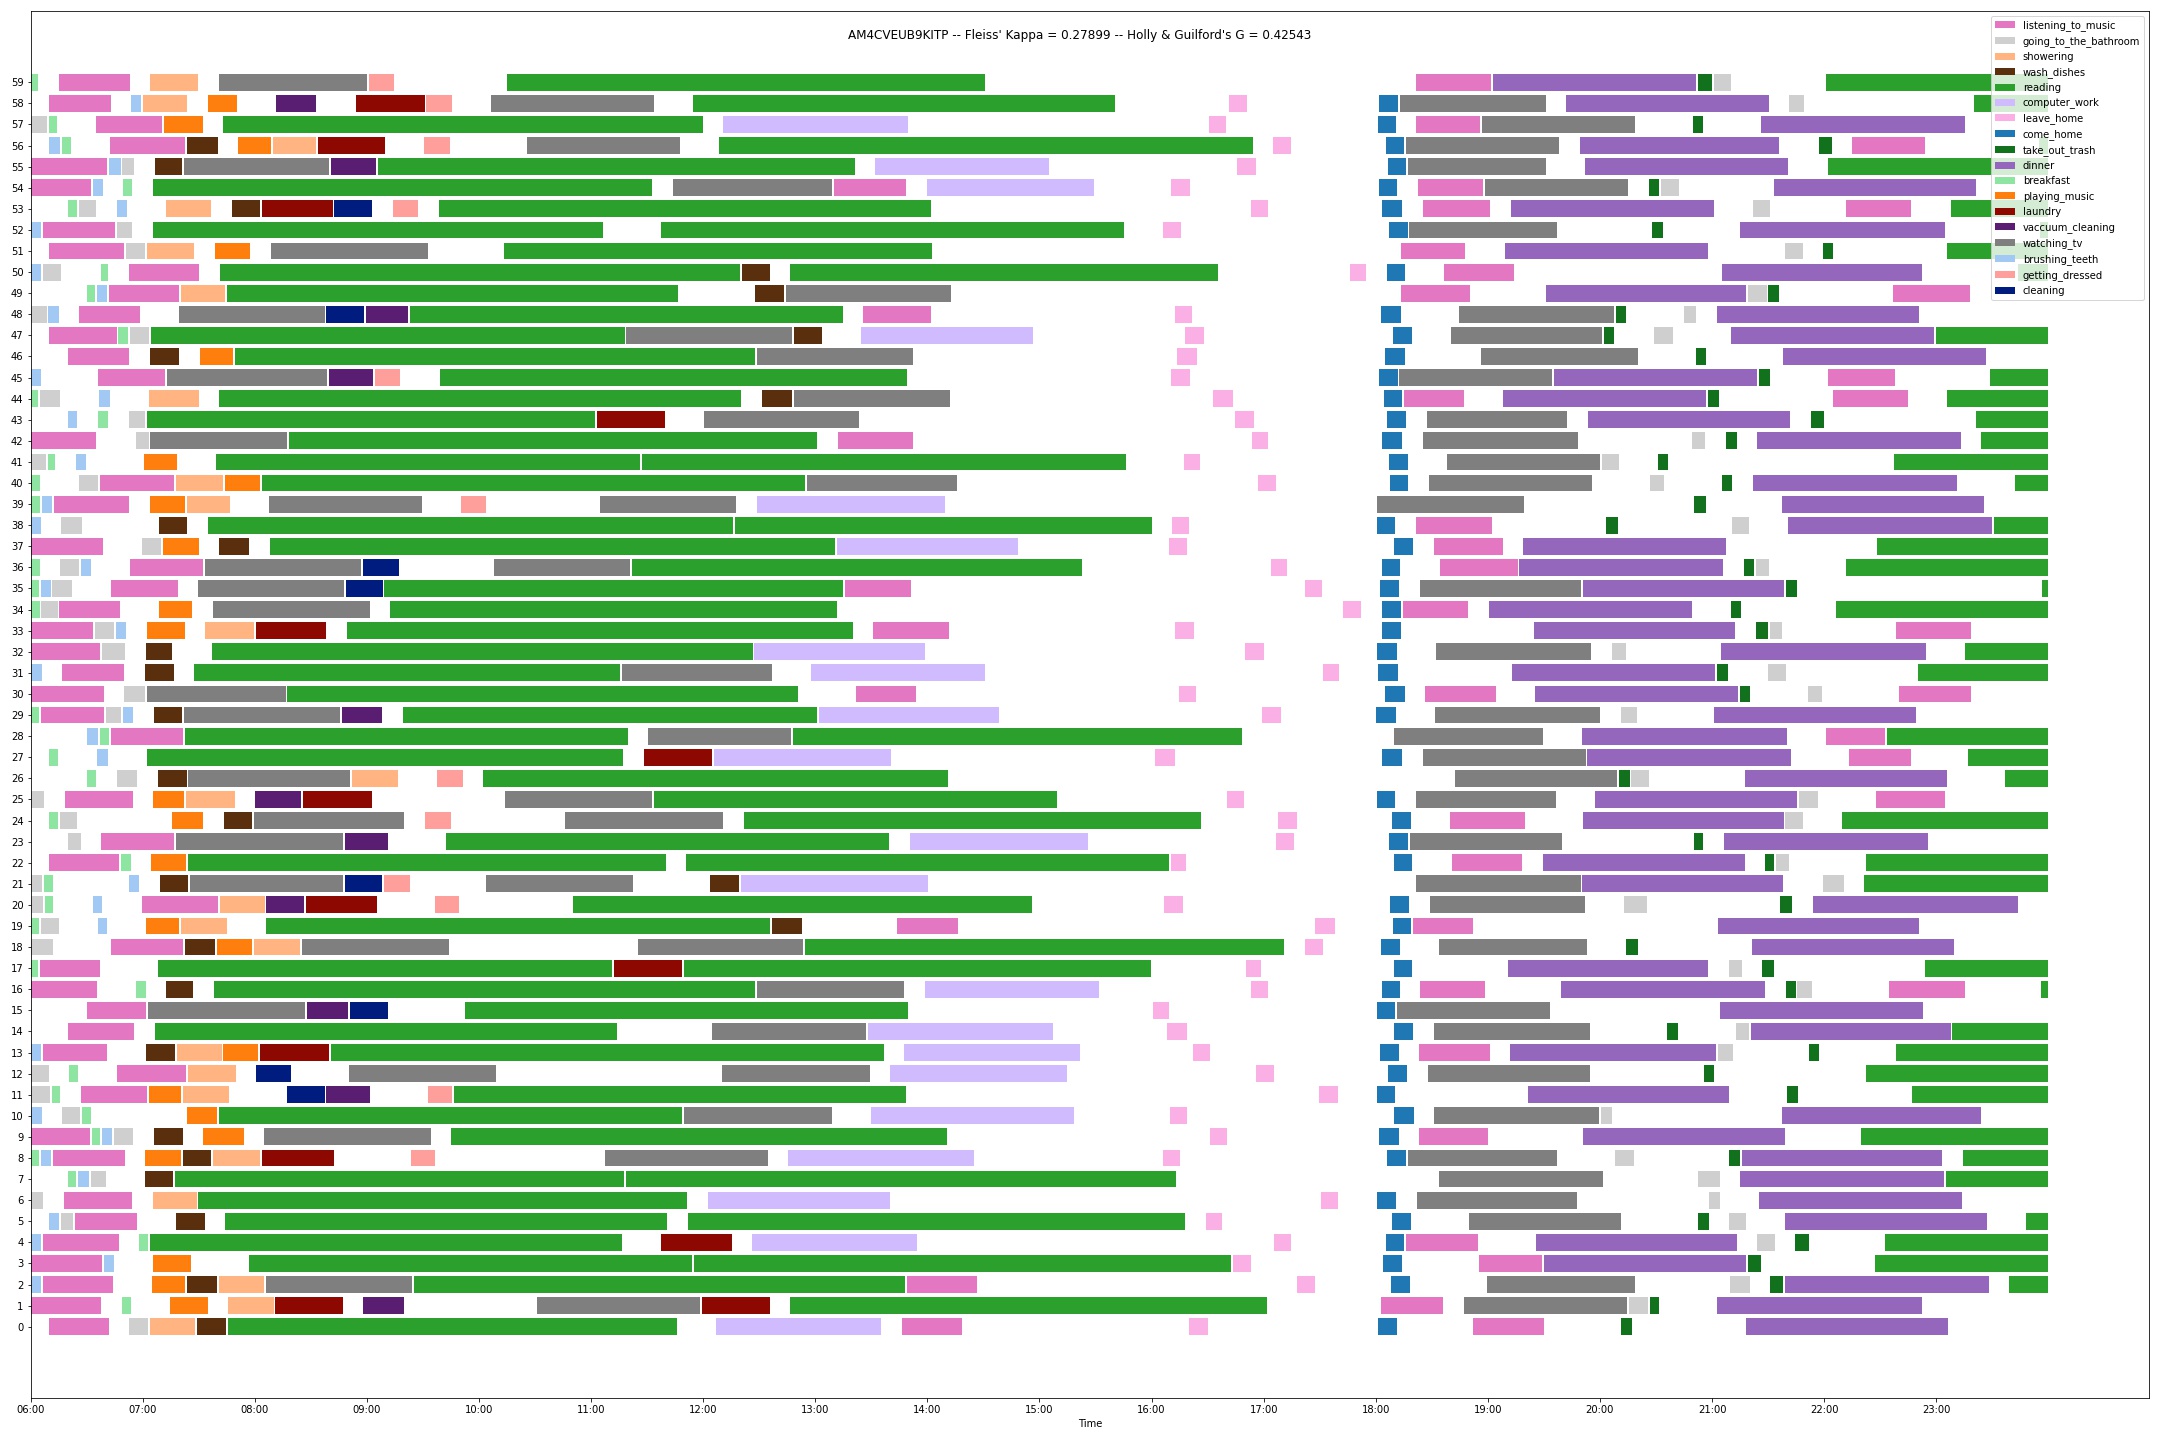 AM4CVEUB9KITP -- Fleiss' Kappa = 0.27899 -- Holly & Guilford's G = 0.42543
listening_to_music
going_to_the_bathroom
showering
wash_dishes
reading
computer_work
leave_home
come_home
take_out_trash
dinner
breakfast
playing_music
laundry
vaccuum_cleaning
watching_tv
brushing_teeth
getting_dressed
cleaning
59
58
57
56
55
54
53
52
51
50
49
48
47
46
45
44
43
42
41
40
39
38
37
36
35
34
33
32
31
30
29
28
27
26
25
24
23
22
21
20
19
18
17
16
15
14
13
12
11
10
9
8
7
6
5
4
3
2
1
0
06:00 07:00 08:00 09:00 10:00 11:00 12:00 13:00 14:00 15:00 16:00 17:00 18:00 19:00 20:00 21:00 22:00 23:00
Time